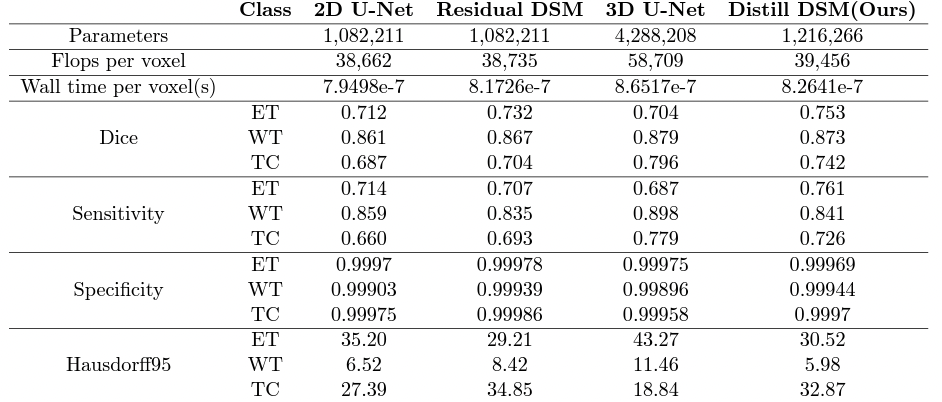 Class 2D U-Net Residual DSM 3D U-Net Distill DSM(Ours)
Parameters 1,082,211 1,082,211 4,288,208 1,216,266
Flops per voxel 38,662 38,735 58,709 39,456
Wall time per voxel(s) 7.9498e-7 8.1726e-7 8.6517e-7 8.2641e-7
ET 0.712 0.732 0.704 0.753
Dice WT 0.861 0.867 0.879 0.873
TC 0.687 0.704 0.796 0.742
ET 0.714 0.707 0.687 0.761
Sensitivity WT 0.859 0.835 0.898 0.841
TC 0.660 0.693 0.779 0.726
ET 0.9997 0.99978 0.99975 0.99969
Specificity WT 0.99903 0.99939 0.99896 0.99944
TC 0.99975 0.99986 0.99958 0.9997
ET 35.20 29.21 43.27 30.52
Hausdorff95 WT 6.52 8.42 11.46 5.98
TC 27.39 34.85 18.84 32.87